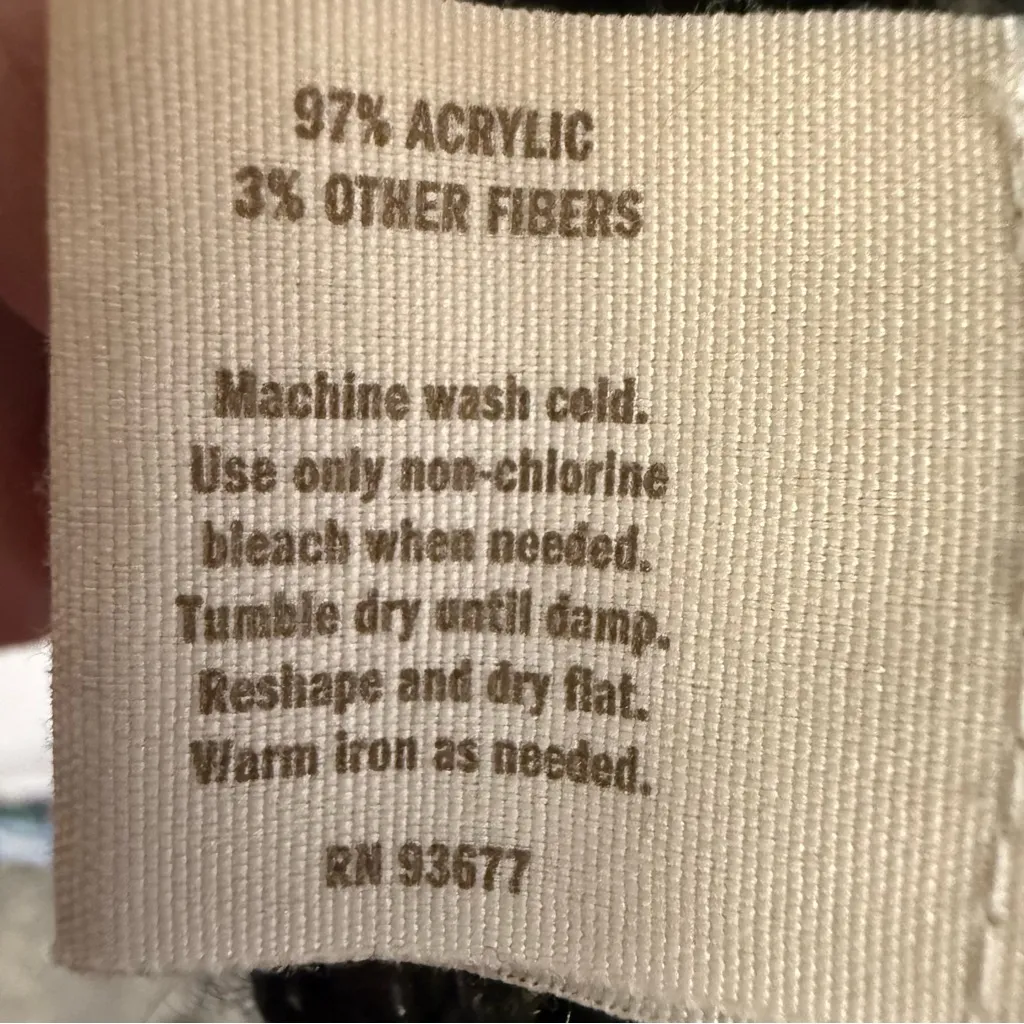 97% ACRYLIC
3% OTHER FIBERS
Machine wash cold.
Use only non-chlorine
bleach when needed.
Tumble dry until damp.
Reshape and dry flat.
Warm iron as needed.
RN 93677